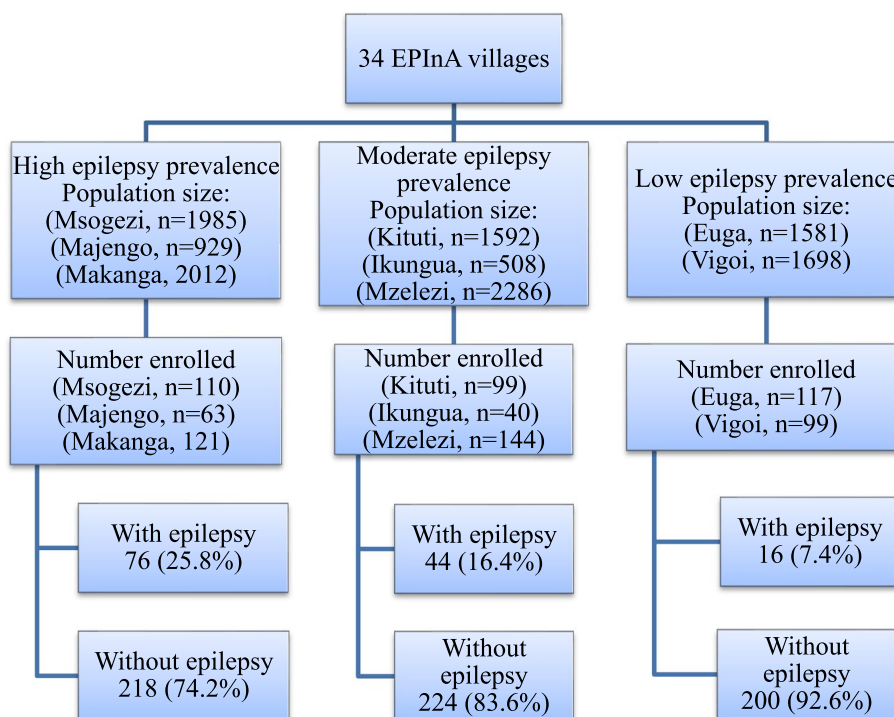 34 EPInA villages
High epilepsy prevalence
Population size:
(Msogezi, n=1985)
(Majengo, n=929)
(Makanga, 2012)
Moderate epilepsy
prevalence
Population size:
(Kituti, n=1592)
(Ikungua, n=508)
(Mzelezi, n=2286)
Low epilepsy prevalence
Population size:
(Euga, n=1581)
(Vigoi, n=1698)
Number enrolled
(Msogezi, n=110)
(Majengo, n=63)
(Makanga, 121)
Number enrolled
(Kituti, n=99)
(Ikungua, n=40)
(Mzelezi, n=144)
Number enrolled
(Euga, n=117)
(Vigoi, n=99)
With epilepsy
76 (25.8%)
With epilepsy
44 (16.4%)
With epilepsy
16 (7.4%)
Without epilepsy
218 (74.2%)
Without
epilepsy
224 (83.6%)
Without
epilepsy
200 (92.6%)